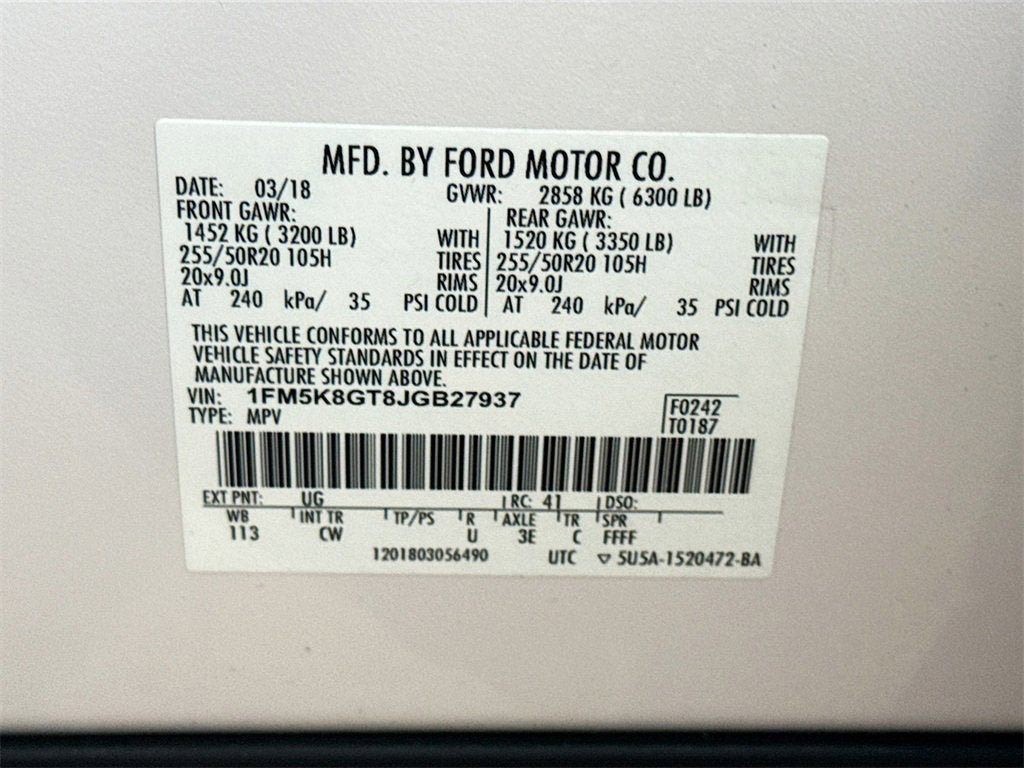 MFD. BY FORD MOTOR CO.
DATE: 03/18 GVWR: 2858 KG ( 6300 LB)
FRONT GAWR: REAR GAWR:
1452 KG ( 3200 LB) WITH 1520 KG ( 3350 LB) WITH
255/50R20 105H TIRES 255/50R20 105H TIRES
20x9.0J RIMS 20x9.0J RIMS
AT 240 kPa/ 35 PSI COLD AT 240 kPa/ 35 PSI COLD
THIS VEHICLE CONFORMS TO ALL APPLICABLE FEDERAL MOTOR
VEHICLE SAFETY STANDARDS IN EFFECT ON THE DATE OF
MANUFACTURE SHOWN ABOVE.
VIN: 1FM5K8GT8JGB27937 F0242
TYPE: MPV T0187
EXT PNT: UG RC: 41 DSO:
WB INT TR TP/PS R AXLE TR SPR
113 CW U 3E C FFFF
1201803056490 UTC ▽ 5U5A-1520472-BA